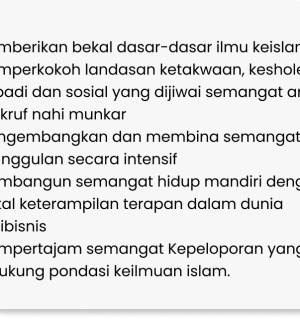 mberikan bekal dasar-dasar ilmu keislar
mperkokoh landasan ketakwaan, keshole
badi dan sosial yang dijiwai semangat ar
kruf nahi munkar
ngembangkan dan membina semangat
nggulan secara intensif
mbangun semangat hidup mandiri deng
kal keterampilan terapan dalam dunia
ibisnis
mpertajam semangat Kepeloporan yang
ukung pondasi keilmuan islam.